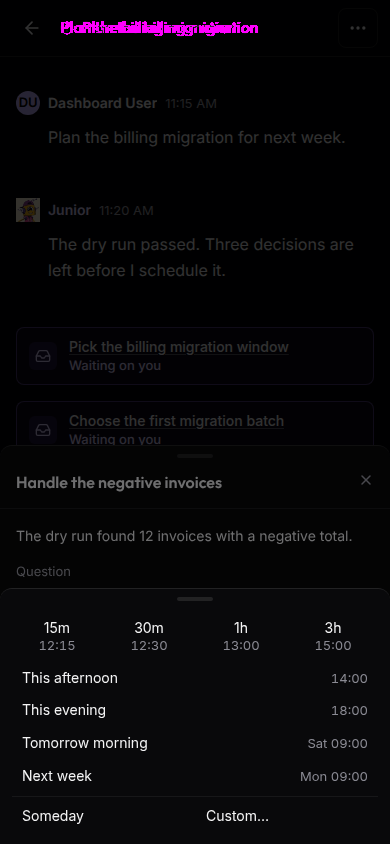 DU Dashboard User 11:15 AM
Plan the billing migration for next week.
Junior 11:20 AM
The dry run passed. Three decisions are
left before I schedule it.
Pick the billing migration window
Waiting on you
Choose the first migration batch
Waiting on you
Handle the negative invoices
The dry run found 12 invoices with a negative total.
Question
15m 30m 1h 3h
12:15 12:30 13:00 15:00
This afternoon 14:00
This evening 18:00
Tomorrow morning Sat 09:00
Next week Mon 09:00
Someday Custom...